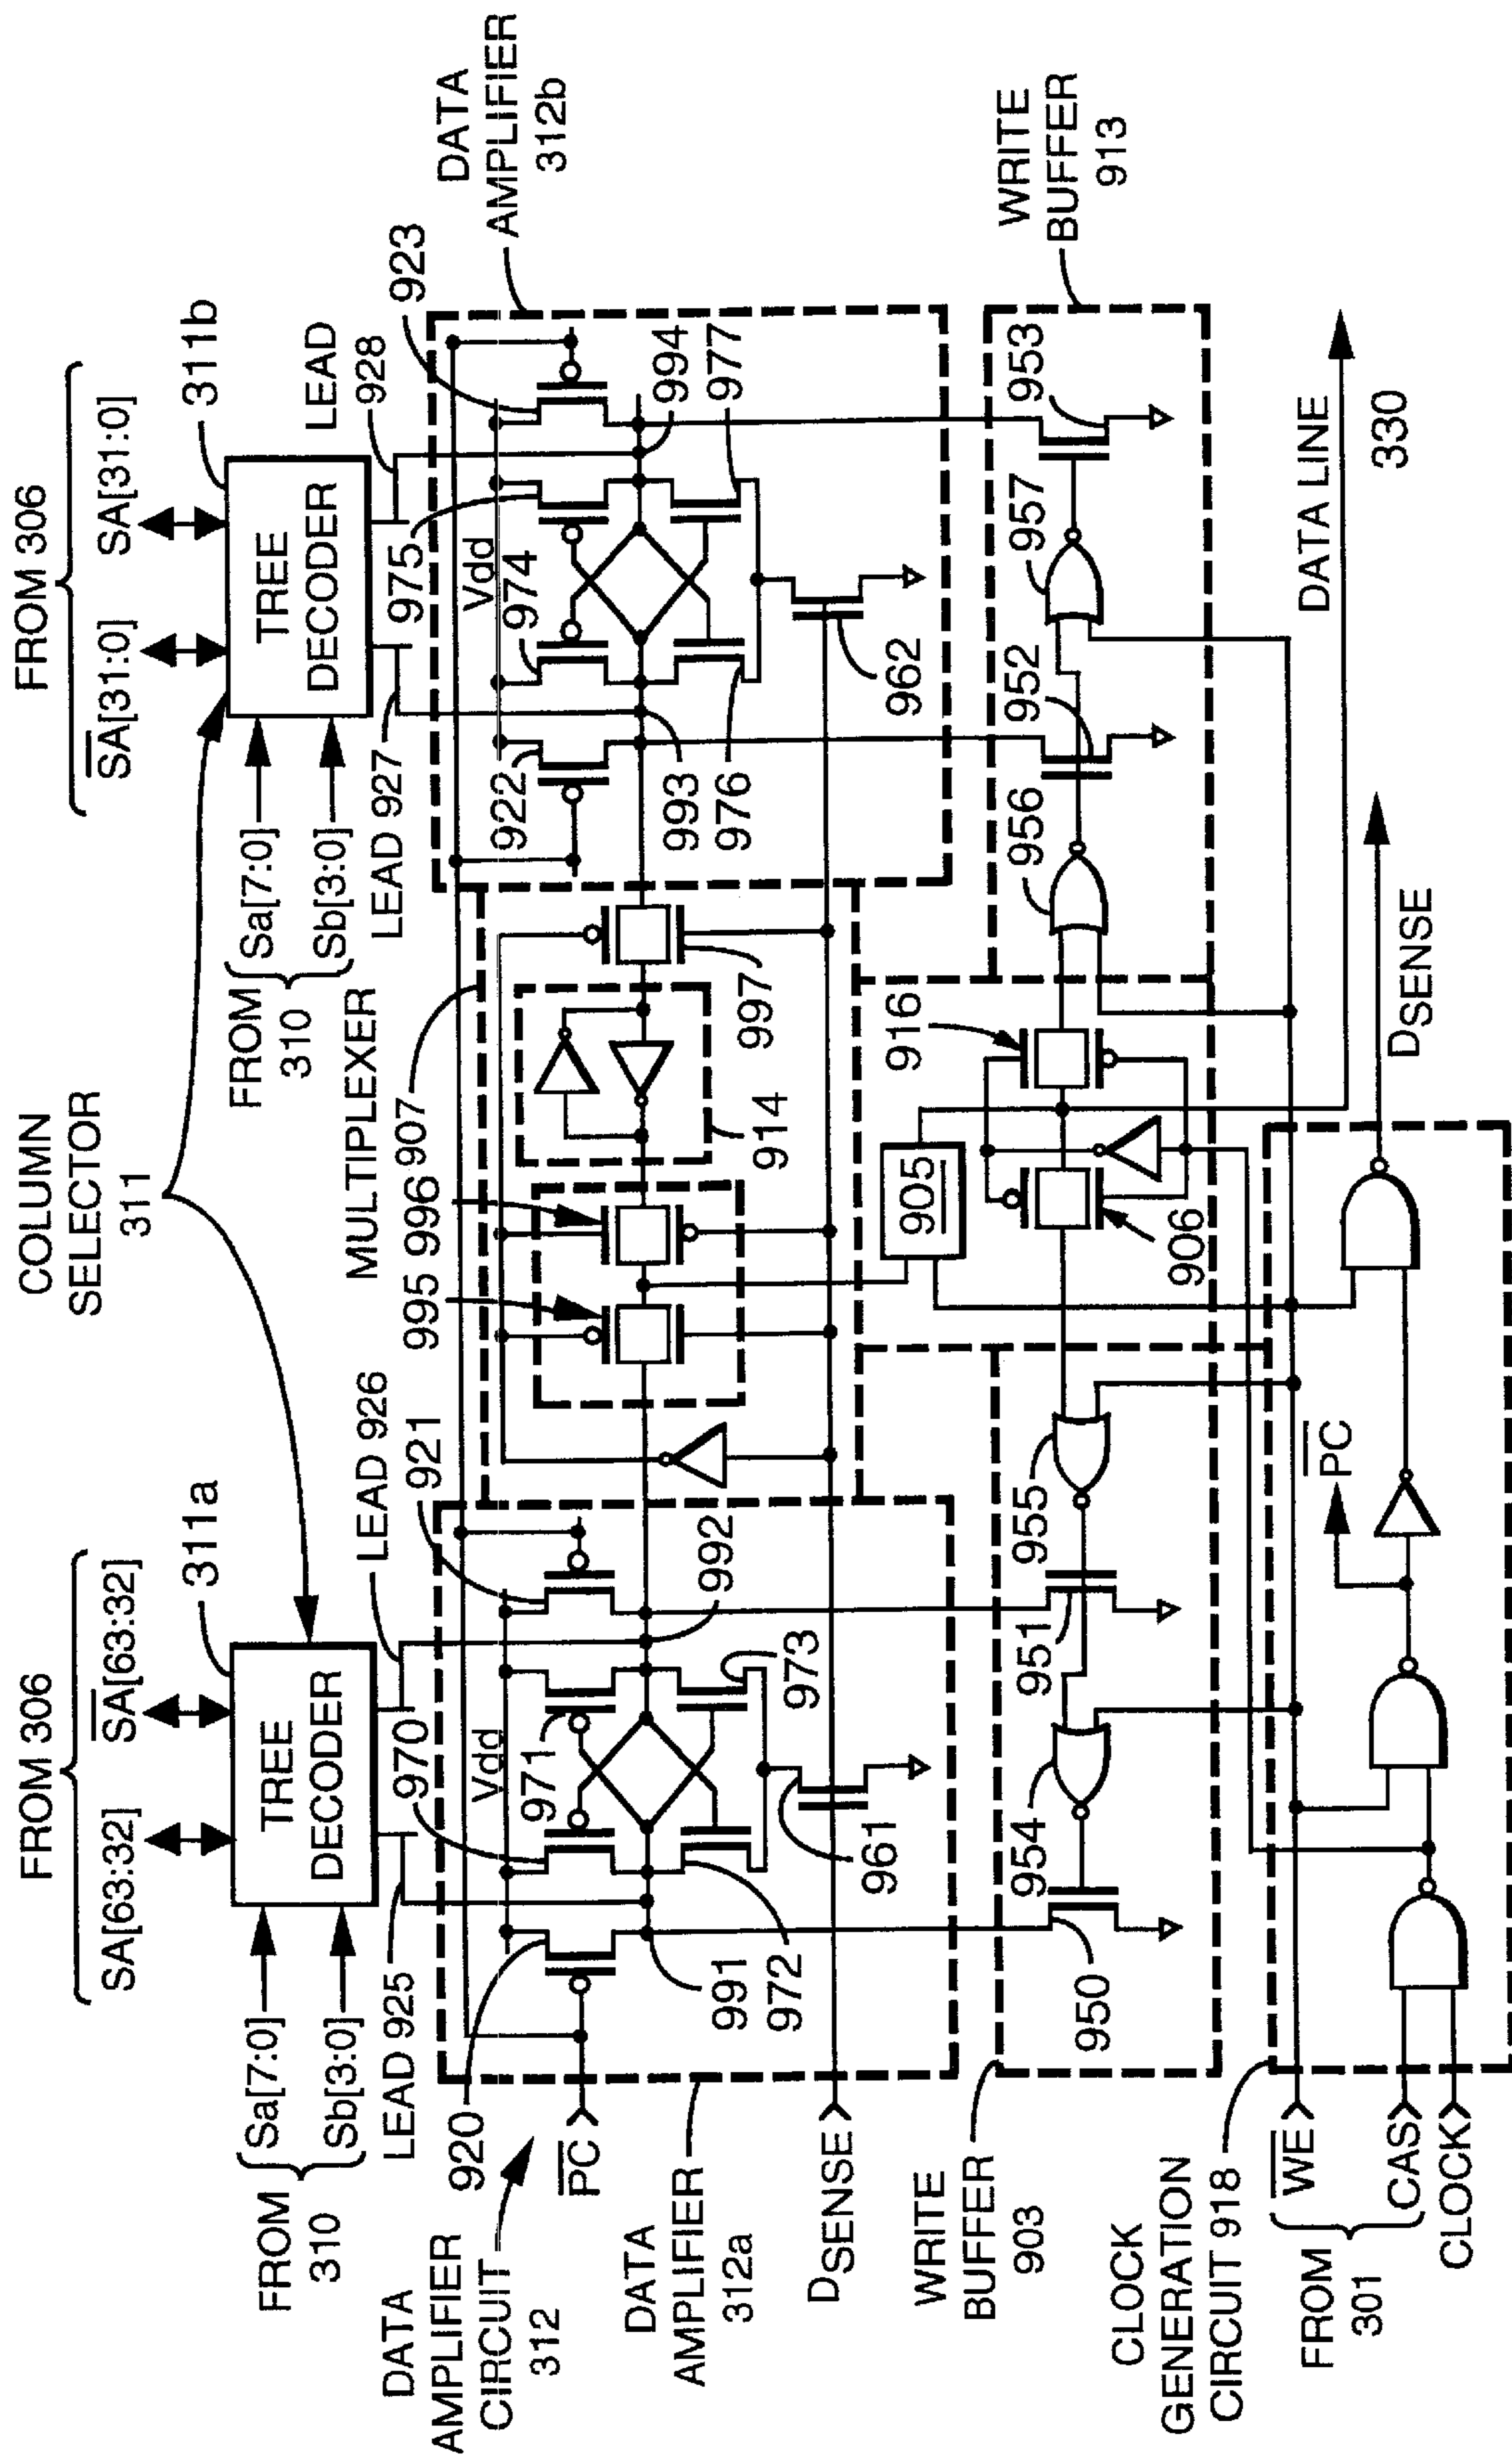 COLUMN
SELECTOR
311
FROM 306
SA[63:32]
S̅A̅[63:32]
311a
TREE
DECODER
Sa[7:0]
Sb[3:0]
FROM
310
LEAD 925
LEAD 926
FROM 306
S̅A̅[31:0]
SA[31:0]
311b
TREE
DECODER
Sa[7:0]
Sb[3:0]
FROM
310
LEAD 927
LEAD
928
DATA
AMPLIFIER
CIRCUIT
312
920
970
921
Vdd
971
P̅C̅
991
972
992
973
961
DATA
AMPLIFIER
312a
DSENSE
MULTIPLEXER
907
995
996
914
997
DATA
AMPLIFIER
312b
922
974
975
923
Vdd
993
976
994
977
962
WRITE
BUFFER
903
950
954
951
955
905
906
916
WRITE
BUFFER
913
956
952
957
953
DATA LINE
330
DSENSE
CLOCK
GENERATION
CIRCUIT 918
W̅E̅
CAS
CLOCK
FROM
301
P̅C̅